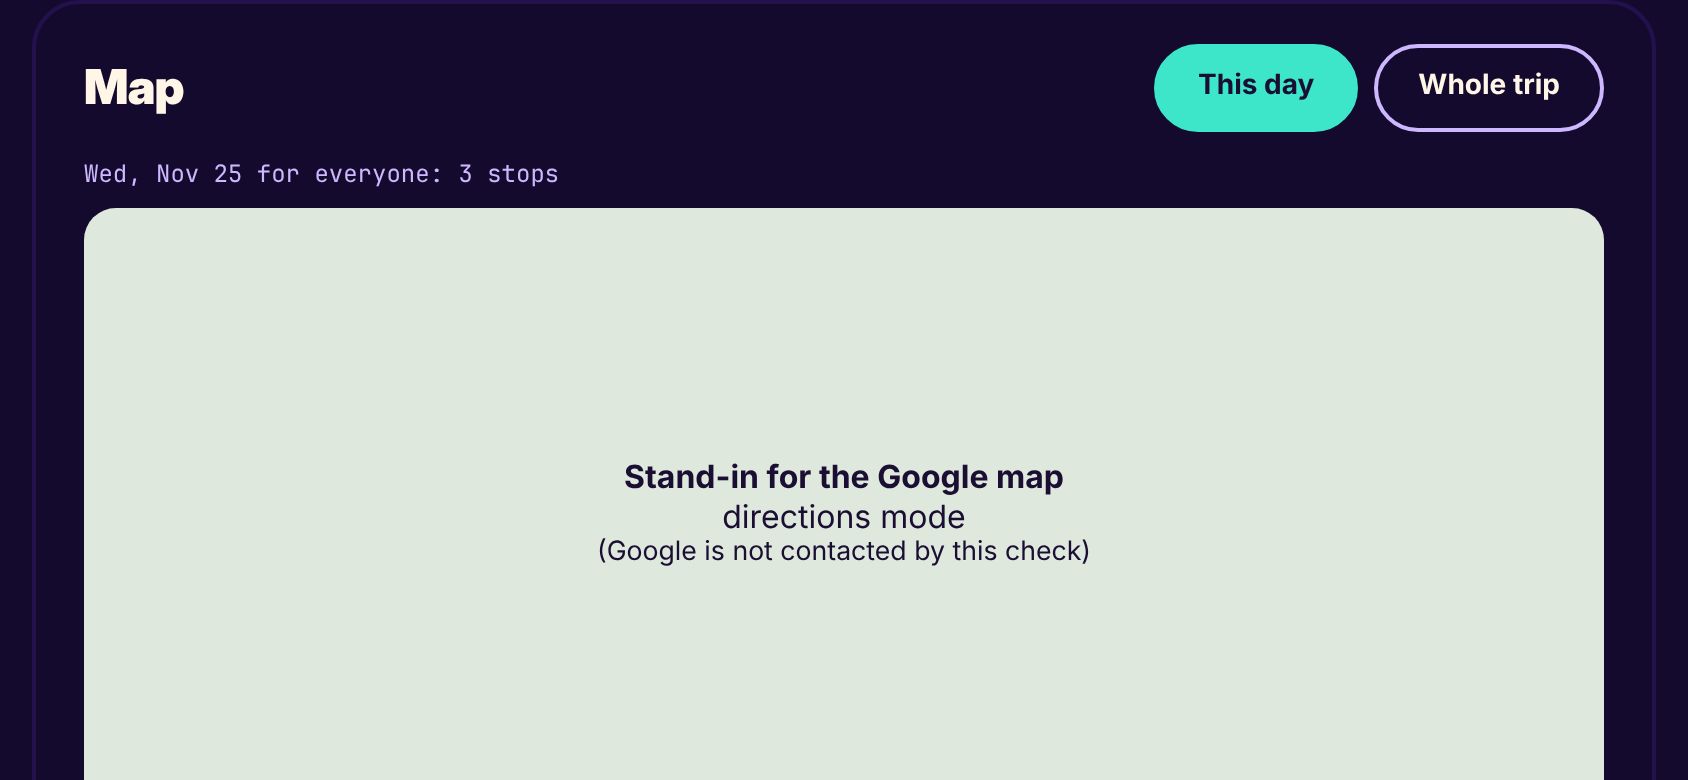 Map
This day
Whole trip
Wed, Nov 25 for everyone: 3 stops
Stand-in for the Google map
directions mode
(Google is not contacted by this check)